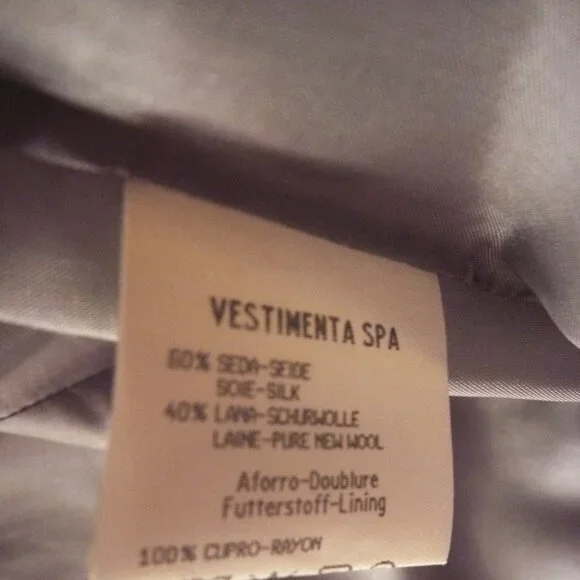 VESTIMENTA SPA
60% SEDA-SEIDE
SOIE-SILK
40% LANA-SCHURWOLLE
LAINE-PURE NEW WOOL
Aforro-Doublure
Futterstoff-Lining
100% CUPRO-RAYON